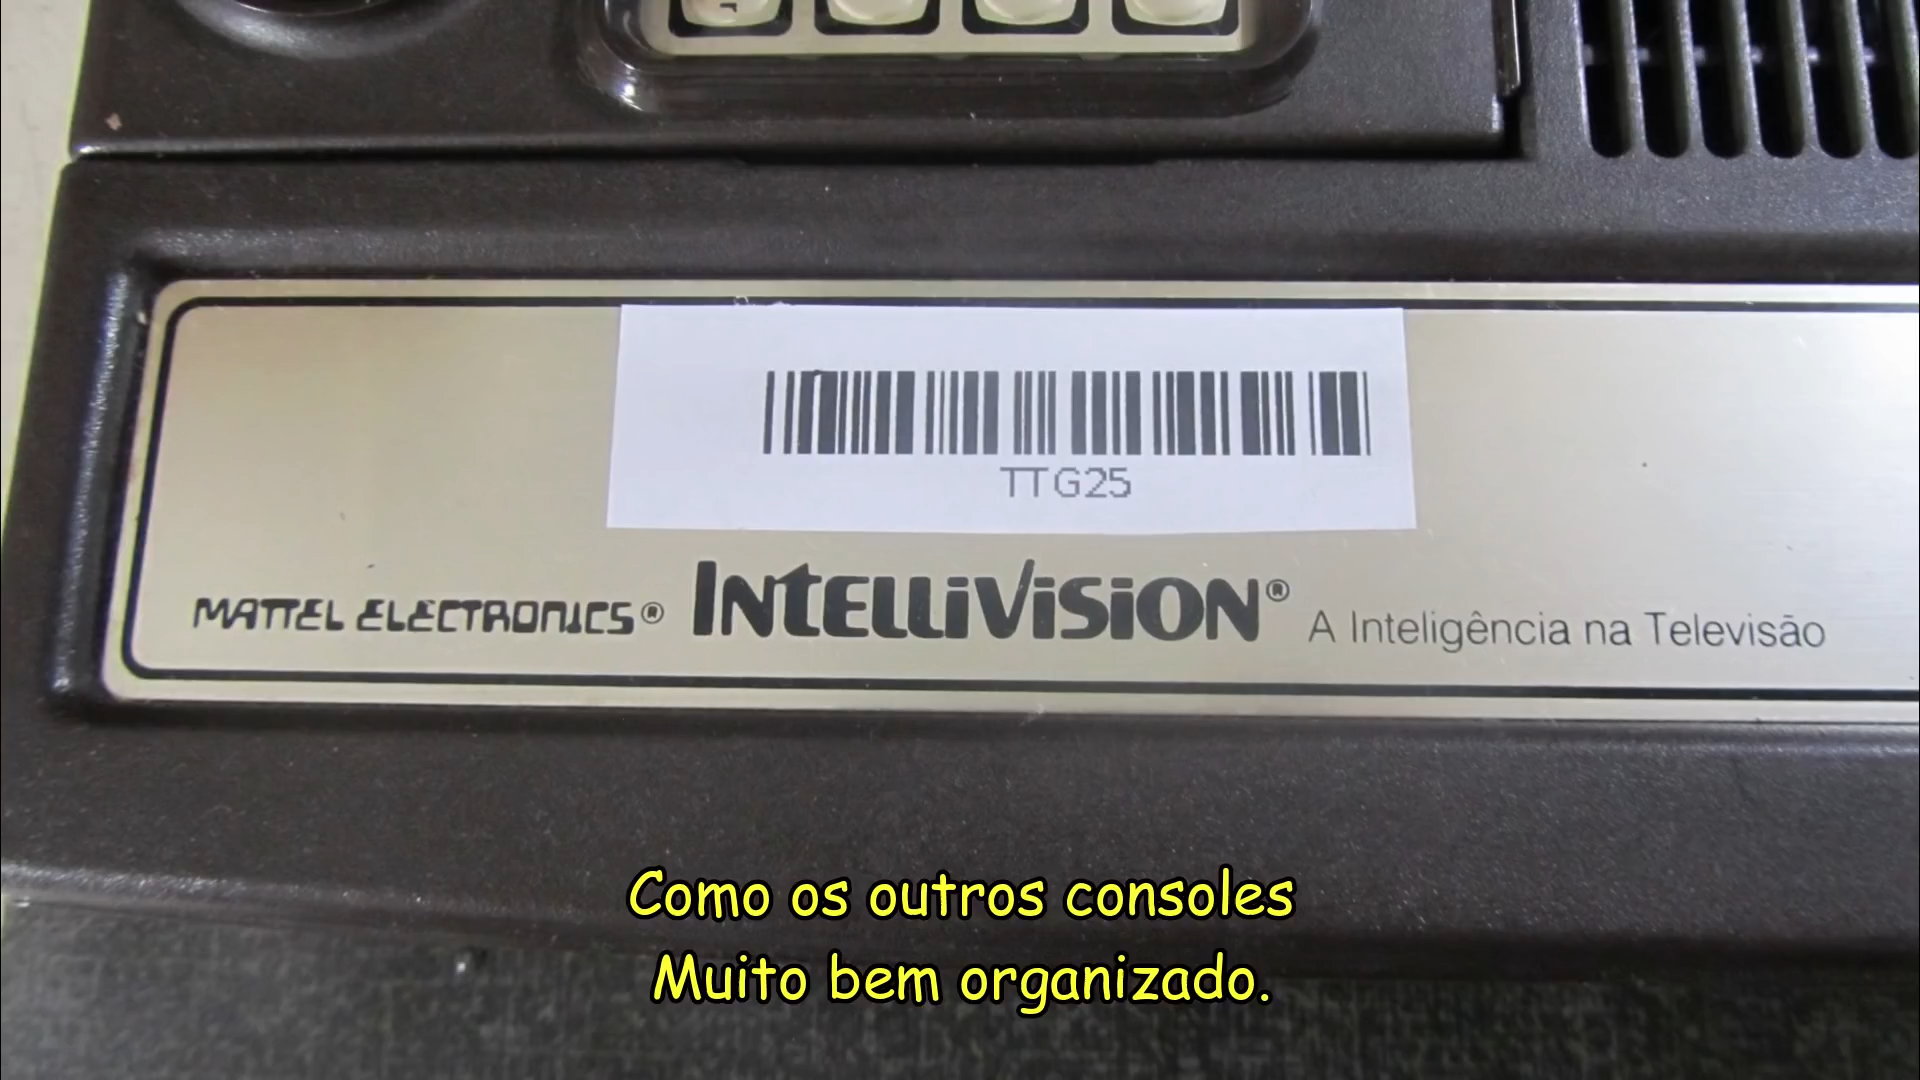 TTG25
MATTEL ELECTRONICS® INTELLIVISION® A Inteligência na Televisão
Como os outros consoles
Muito bem organizado.